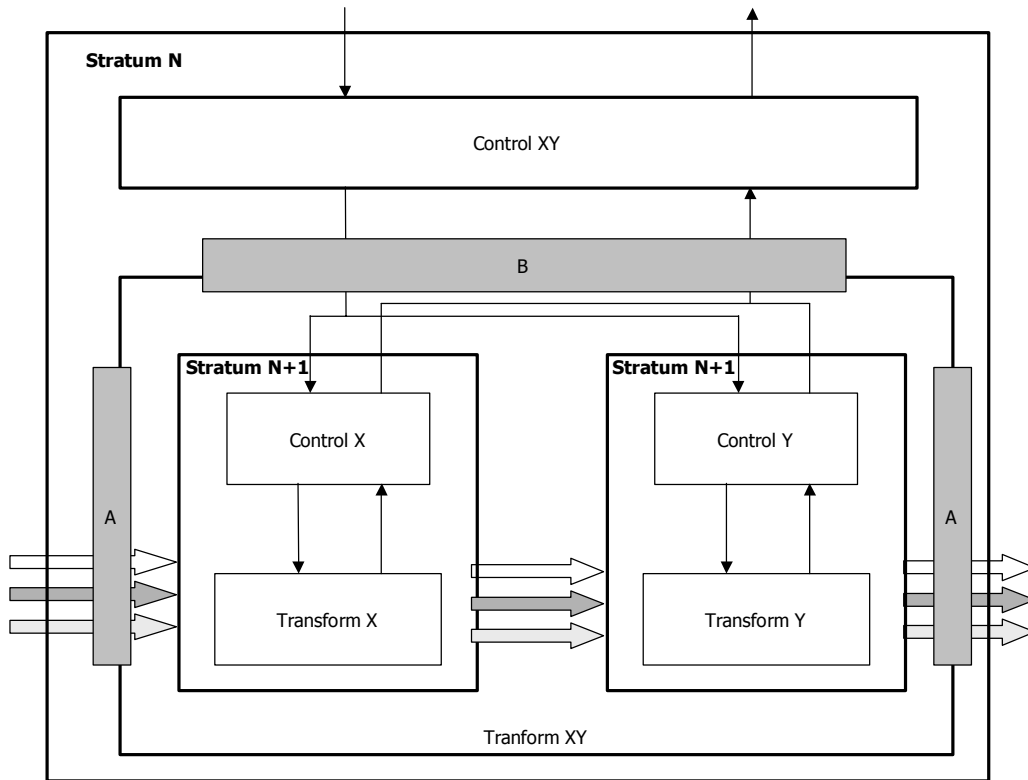 Stratum N
Control XY
B
Stratum N+1
Stratum N+1
Control X
Control Y
A
A
Transform X
Transform Y
Tranform XY